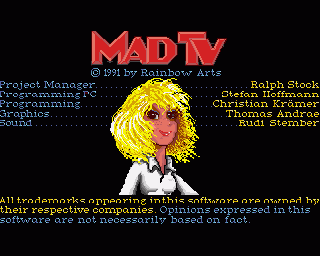 MAD TV
© 1991 by Rainbow Arts
Project Manager......................Ralph Stock
Programming PC....................Stefan Hoffmann
Programming........................Christian Krämer
Graphics..............................Thomas Andrae
Sound.................................Rudi Stember
All trademarks appearing in this software are owned by
their respective companies. Opinions expressed in this
software are not necessarily based on fact.